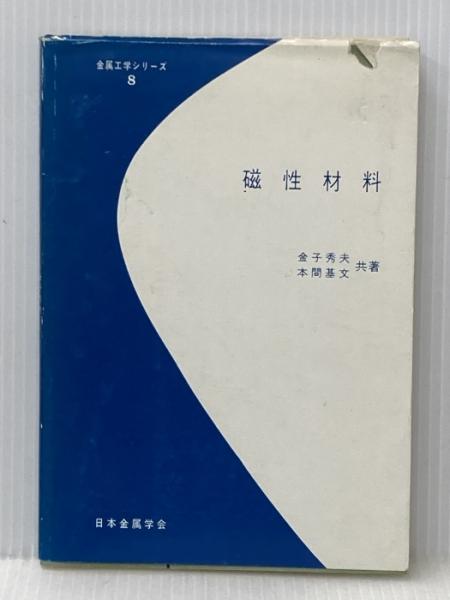 金属工学シリーズ
8
磁性材料
金子秀夫
本間基文 共著
日本金属学会